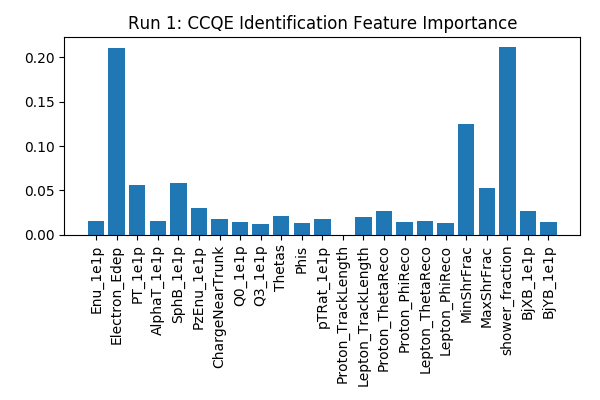 Run 1: CCQE Identification Feature Importance
0.20
0.15
0.10
0.05
0.00
Enu_1e1p
Electron_Edep
PT_1e1p
AlphaT_1e1p
SphB_1e1p
PzEnu_1e1p
ChargeNearTrunk
Q0_1e1p
Q3_1e1p
Thetas
Phis
pTRat_1e1p
Proton_TrackLength
Lepton_TrackLength
Proton_ThetaReco
Proton_PhiReco
Lepton_ThetaReco
Lepton_PhiReco
MinShrFrac
MaxShrFrac
shower_fraction
BjXB_1e1p
BjYB_1e1p